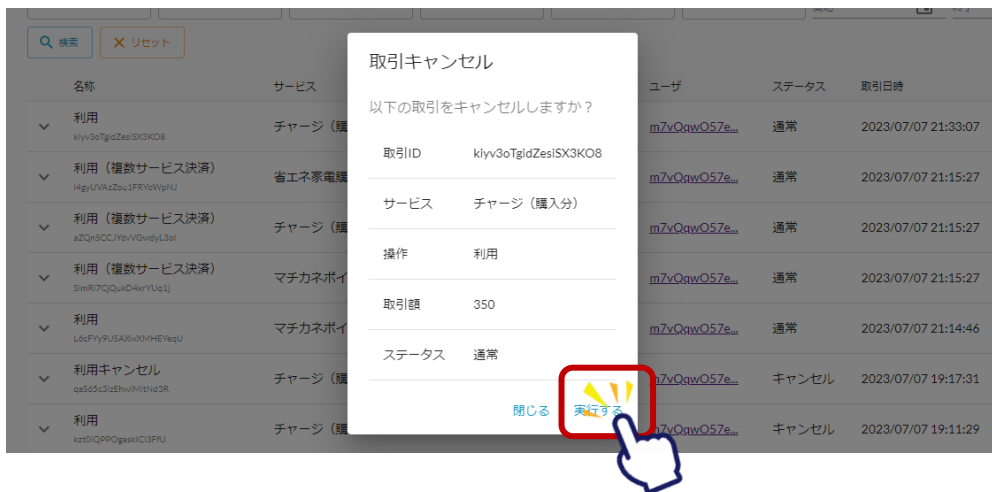 検索
リセット
名称
サービス
ユーザ
ステータス
取引日時
利用
チャージ（購
m7vQqwO57e...
通常
2023/07/07 21:33:07
kiyv3oTgidZesiSX3KO8
利用（複数サービス決済）
省エネ家電購
m7vQqwO57e...
通常
2023/07/07 21:15:27
利用（複数サービス決済）
チャージ（購
m7vQqwO57e...
通常
2023/07/07 21:15:27
利用（複数サービス決済）
マチカネポイ
m7vQqwO57e...
通常
2023/07/07 21:15:27
利用
マチカネポイ
m7vQqwO57e...
通常
2023/07/07 21:14:46
利用キャンセル
チャージ（購
m7vQqwO57e...
キャンセル
2023/07/07 19:17:31
利用
チャージ（購
m7vQqwO57e...
キャンセル
2023/07/07 19:11:29
取引キャンセル
以下の取引をキャンセルしますか？
取引ID kiyv3oTgidZesiSX3KO8
サービス チャージ（購入分）
操作 利用
取引額 350
ステータス 通常
閉じる 実行する